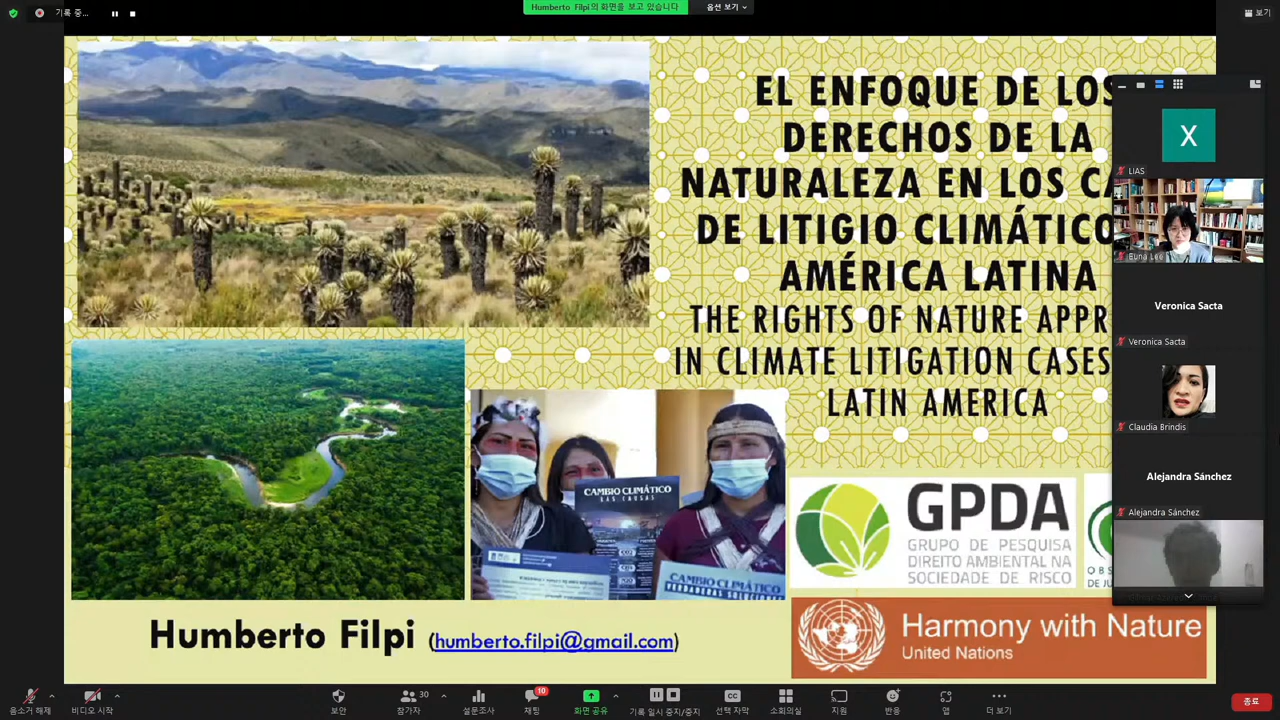 기록 중...
Humberto Filpi의 화면을 보고 있습니다
옵션 보기
보기
EL ENFOQUE DE LOS
DERECHOS DE LA
NATURALEZA EN LOS CA
DE LITIGIO CLIMÁTICO
AMÉRICA LATINA
THE RIGHTS OF NATURE APPR
IN CLIMATE LITIGATION CASES
LATIN AMERICA
CAMBIO CLIMÁTICO
LAS CAUSAS
CAMBIO CLIMÁTICO
VERDADERAS SOLUCIONES
GPDA
GRUPO DE PESQUISA
DIREITO AMBIENTAL NA
SOCIEDADE DE RISCO
OBS
DE JU
Harmony with Nature
United Nations
Humberto Filpi (humberto.filpi@gmail.com)
X
LIAS
Euna Lee
Veronica Sacta
Veronica Sacta
Claudia Brindis
Alejandra Sánchez
Alejandra Sánchez
음소거 해제
비디오 시작
보안
30
참가자
설문조사
10
채팅
화면 공유
기록 일시 중지/중지
CC
선택 자막
소회의실
지원
반응
앱
더 보기
종료